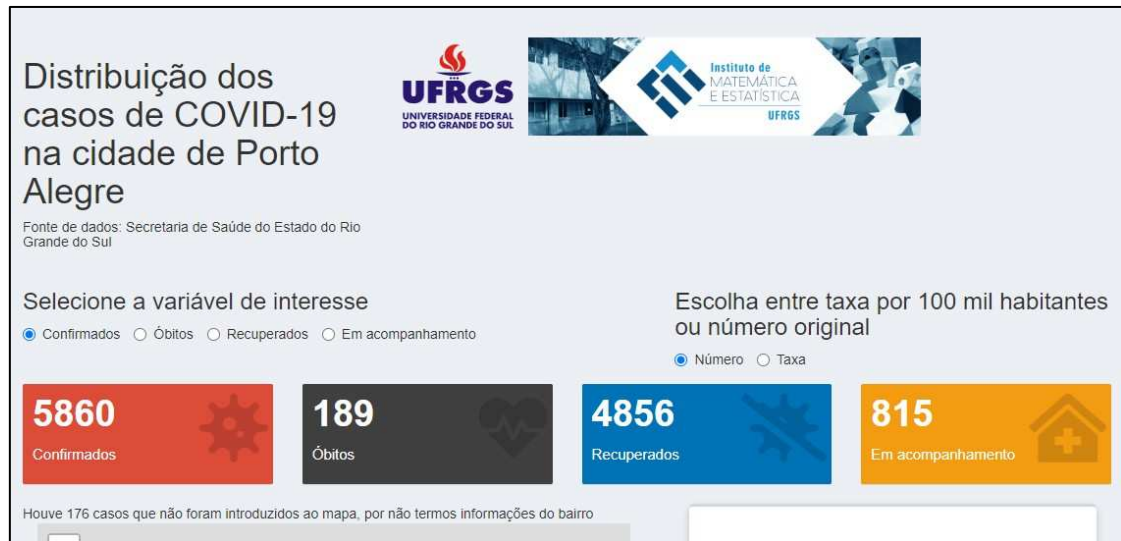 Distribuição dos
casos de COVID-19
na cidade de Porto
Alegre
Fonte de dados: Secretaria de Saúde do Estado do Rio
Grande do Sul
UFRGS
UNIVERSIDADE FEDERAL
DO RIO GRANDE DO SUL
Instituto de
MATEMÁTICA
E ESTATÍSTICA
UFRGS
Selecione a variável de interesse
Confirmados Óbitos Recuperados Em acompanhamento
Escolha entre taxa por 100 mil habitantes
ou número original
Número Taxa
5860
Confirmados
189
Óbitos
4856
Recuperados
815
Em acompanhamento
Houve 176 casos que não foram introduzidos ao mapa, por não termos informações do bairro